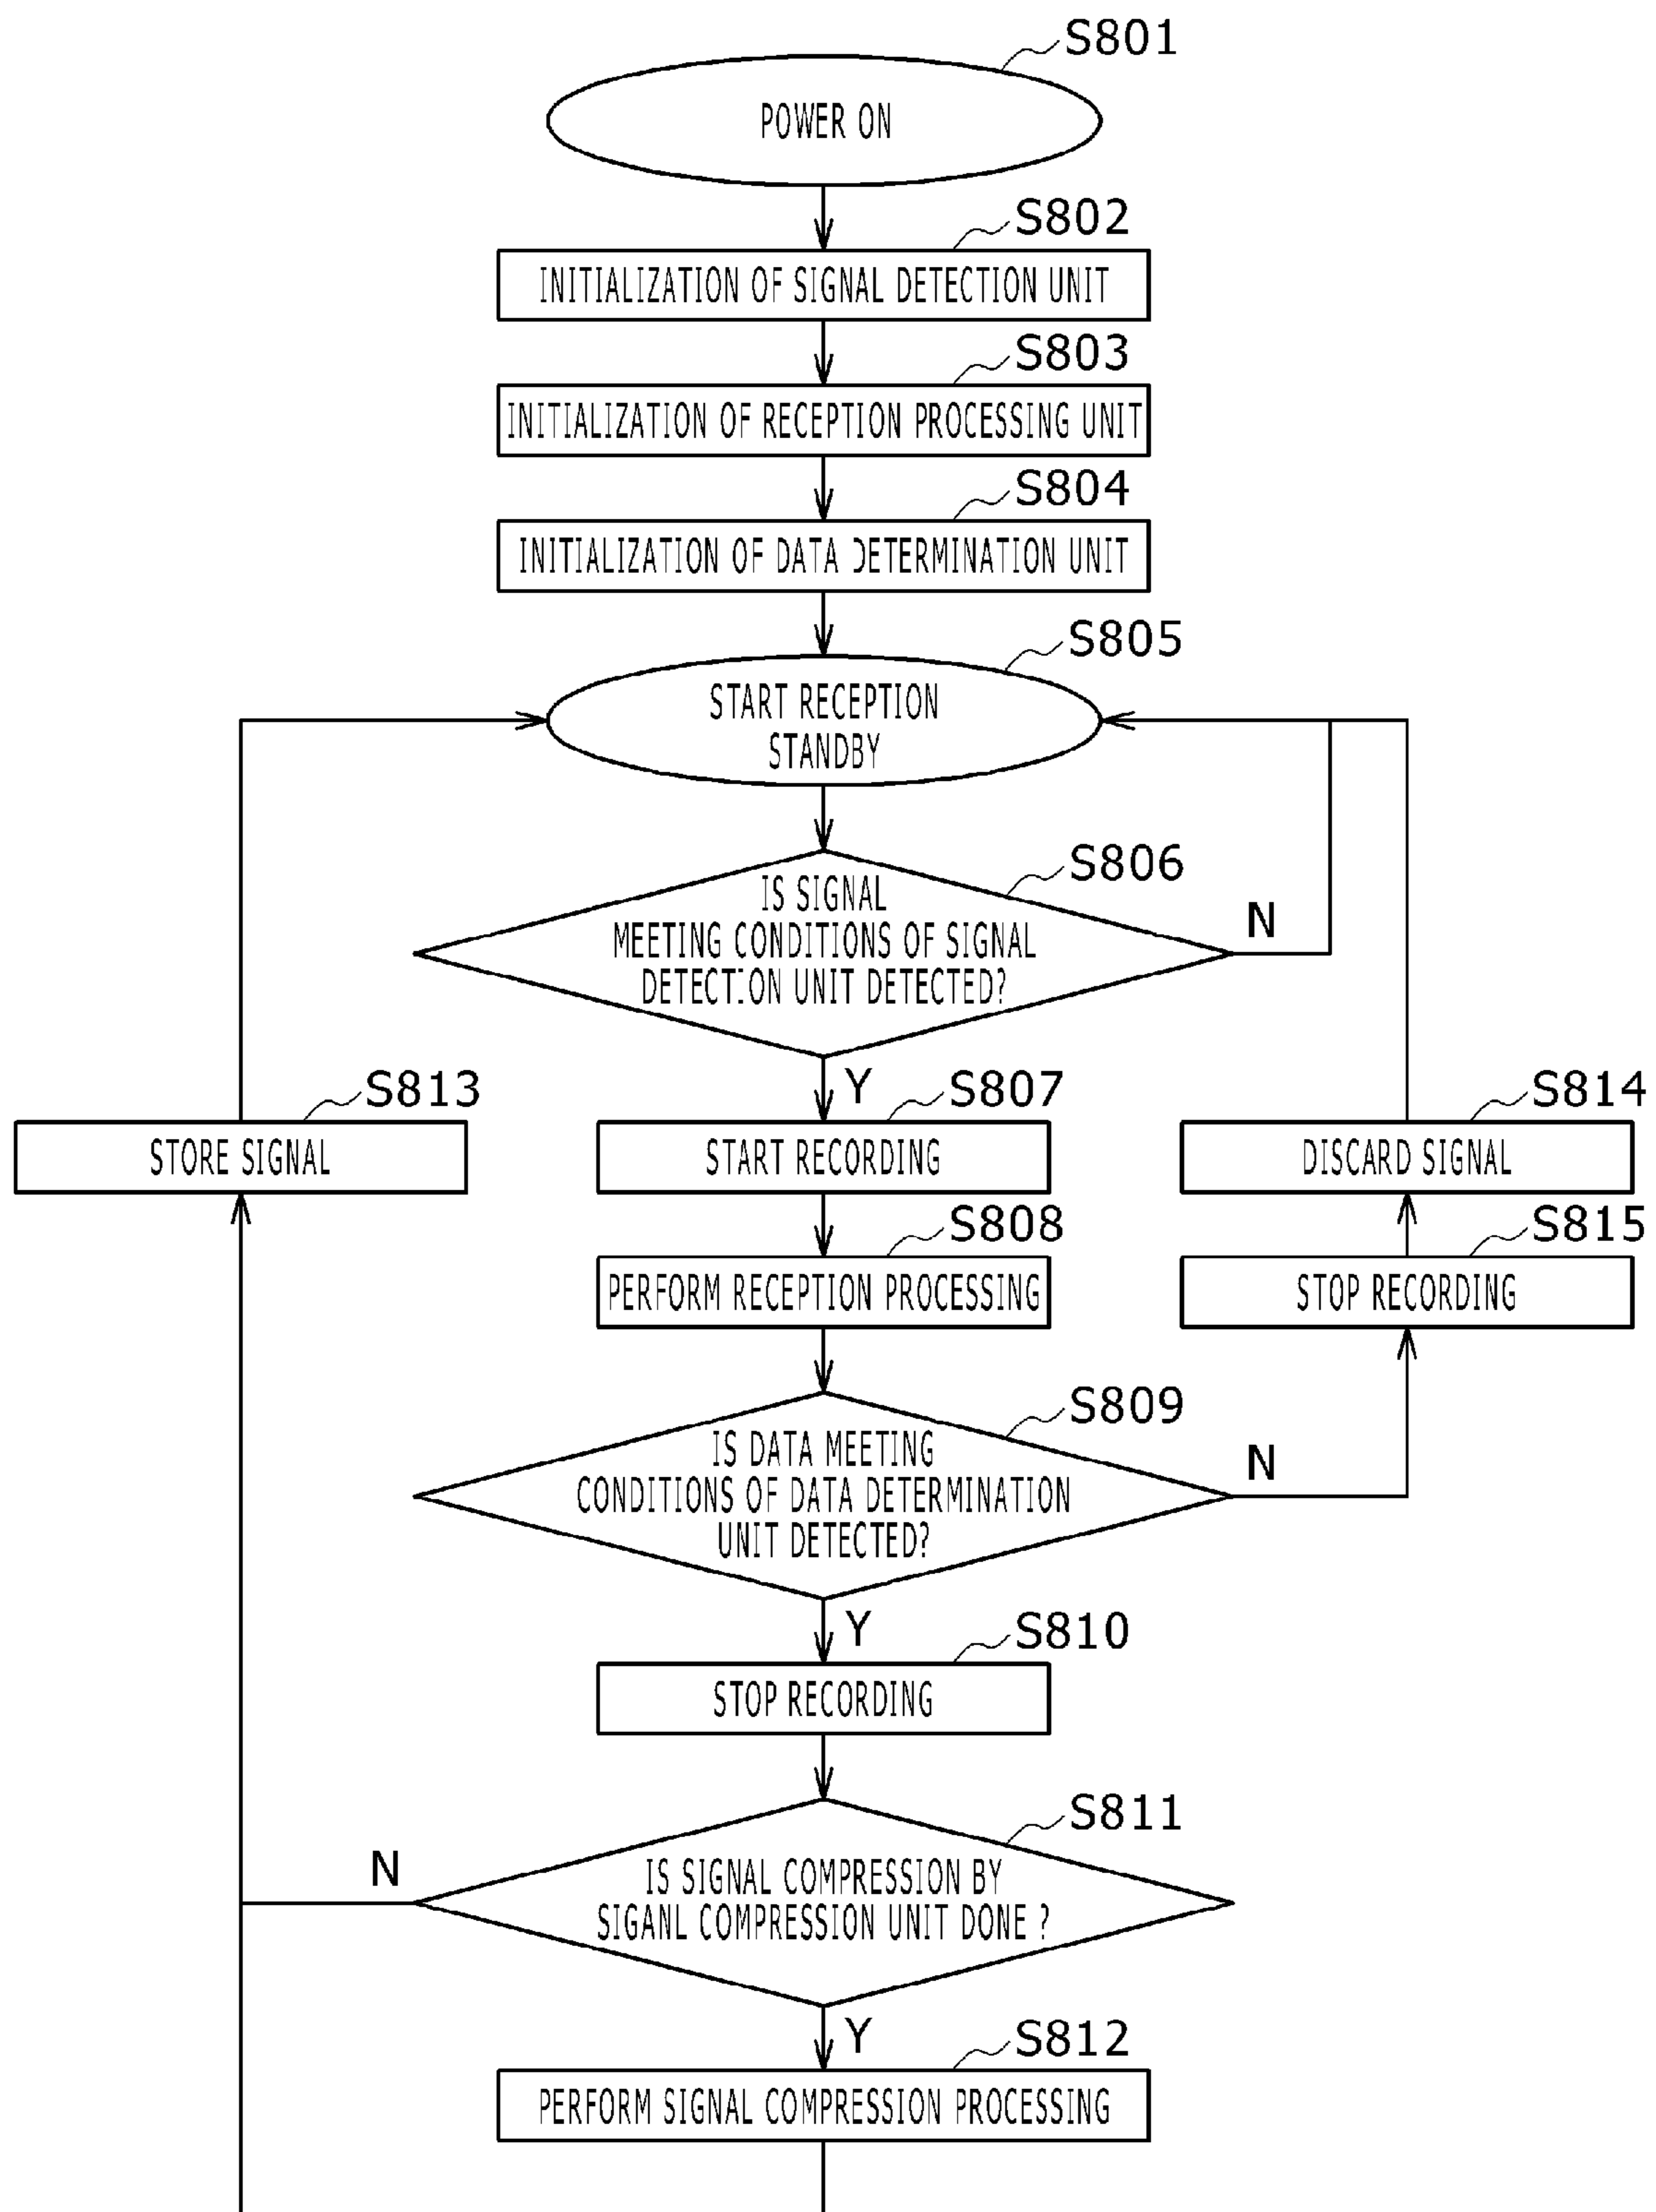 S801
POWER ON
S802
INITIALIZATION OF SIGNAL DETECTION UNIT
S803
INITIALIZATION OF RECEPTION PROCESSING UNIT
S804
INITIALIZATION OF DATA DETERMINATION UNIT
S805
START RECEPTION
STANDBY
S806
IS SIGNAL
MEETING CONDITIONS OF SIGNAL
DETECTION UNIT DETECTED?
N
Y
S813
STORE SIGNAL
S807
START RECORDING
S814
DISCARD SIGNAL
S808
PERFORM RECEPTION PROCESSING
S815
STOP RECORDING
S809
IS DATA MEETING
CONDITIONS OF DATA DETERMINATION
UNIT DETECTED?
N
Y
S810
STOP RECORDING
S811
IS SIGNAL COMPRESSION BY
SIGANL COMPRESSION UNIT DONE ?
N
Y
S812
PERFORM SIGNAL COMPRESSION PROCESSING